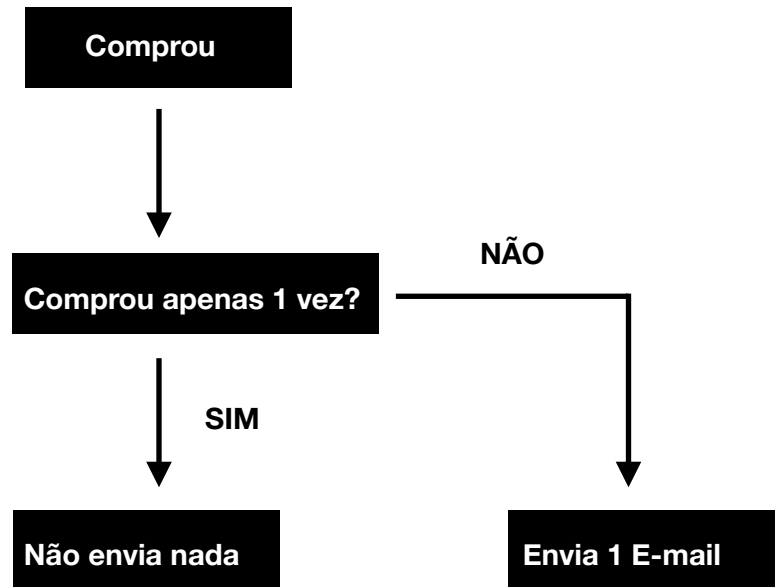 Comprou
NÃO
Comprou apenas 1 vez?
SIM
Não envia nada
Envia 1 E-mail